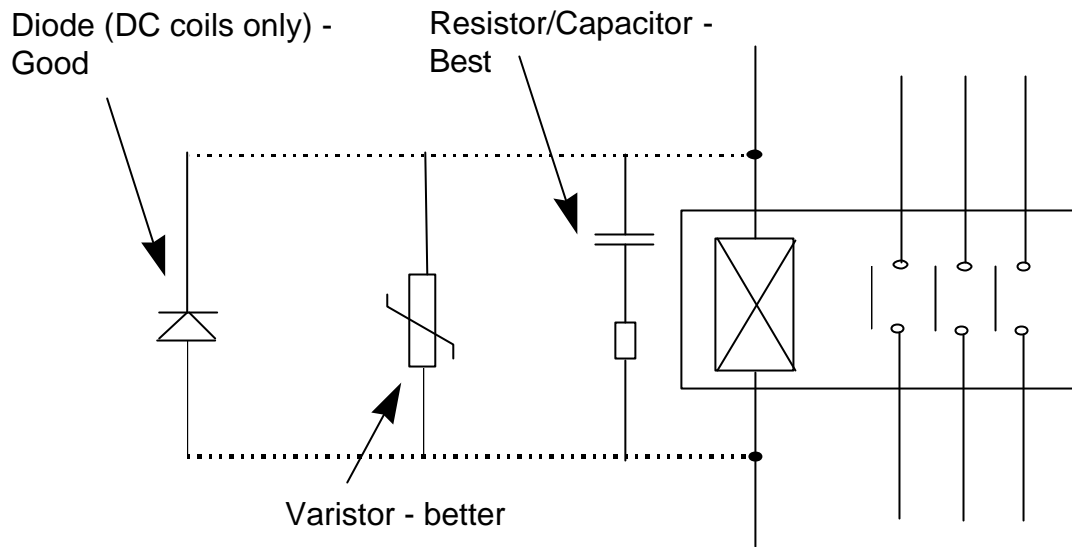 Diode (DC coils only) -
Good
Resistor/Capacitor -
Best
Varistor - better